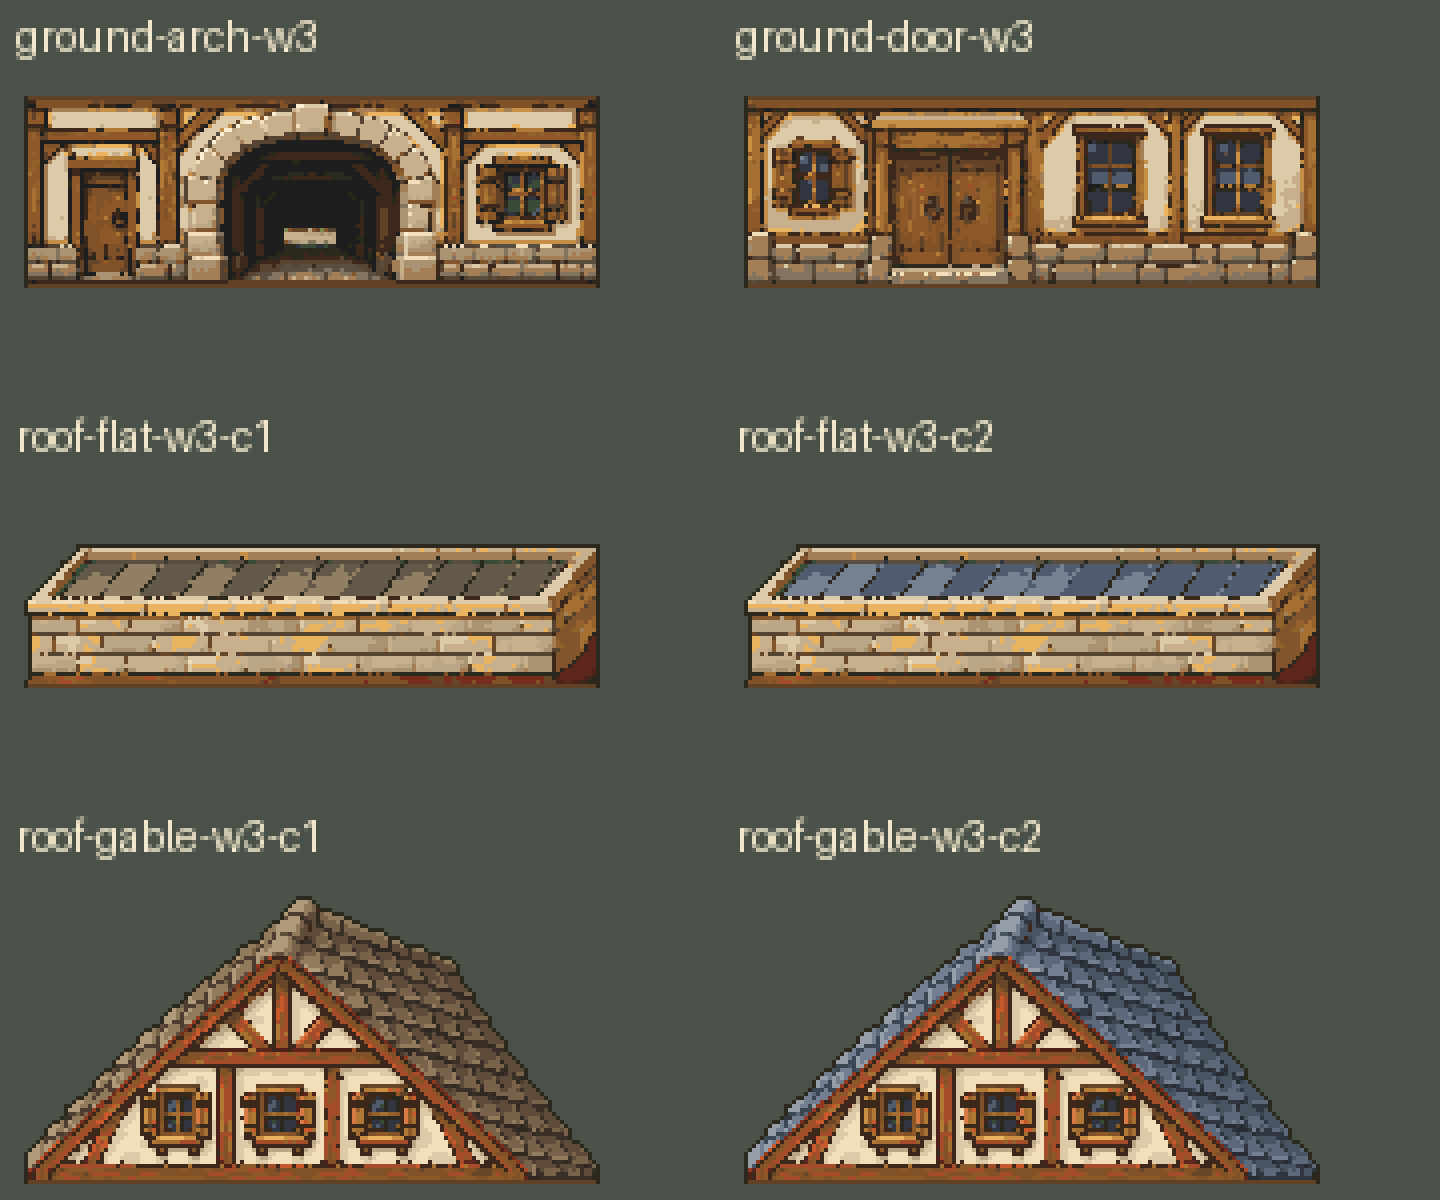 ground-arch-w3
ground-door-w3
roof-flat-w3-c1
roof-flat-w3-c2
roof-gable-w3-c1
roof-gable-w3-c2